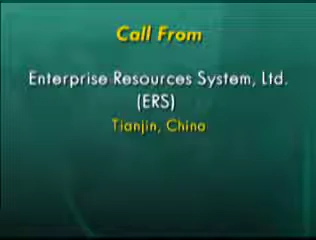 Call From
Enterprise Resources System, Ltd.
(ERS)
Tianjin, China